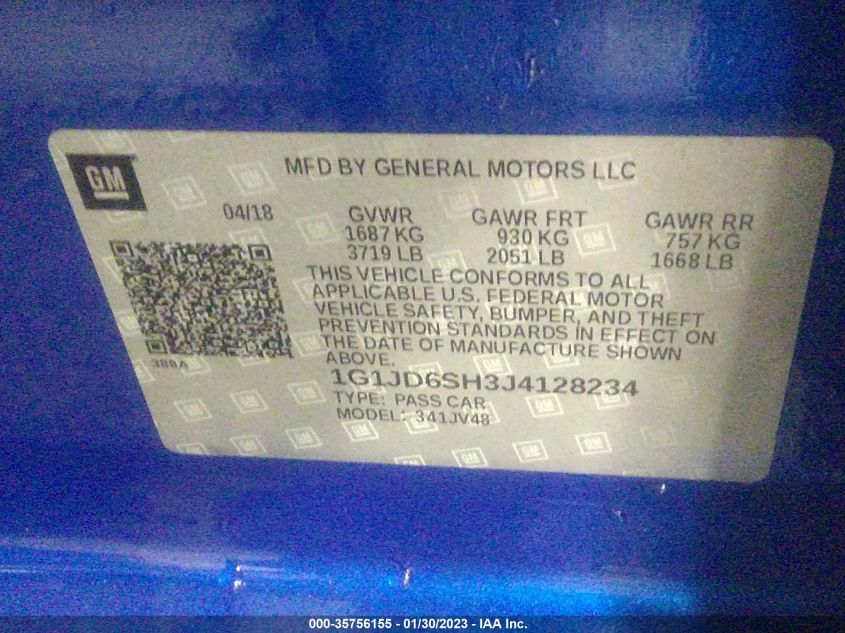 GM
MFD BY GENERAL MOTORS LLC
04/18 GVWR GAWR FRT GAWR RR
1687 KG 930 KG 757 KG
3719 LB 2051 LB 1668 LB
THIS VEHICLE CONFORMS TO ALL
APPLICABLE U.S. FEDERAL MOTOR
VEHICLE SAFETY, BUMPER, AND THEFT
PREVENTION STANDARDS IN EFFECT ON
THE DATE OF MANUFACTURE SHOWN
ABOVE.
388A
1G1JD6SH3J4128234
TYPE: PASS CAR
MODEL: 341JV48
000-35756155 - 01/30/2023 - IAA Inc.